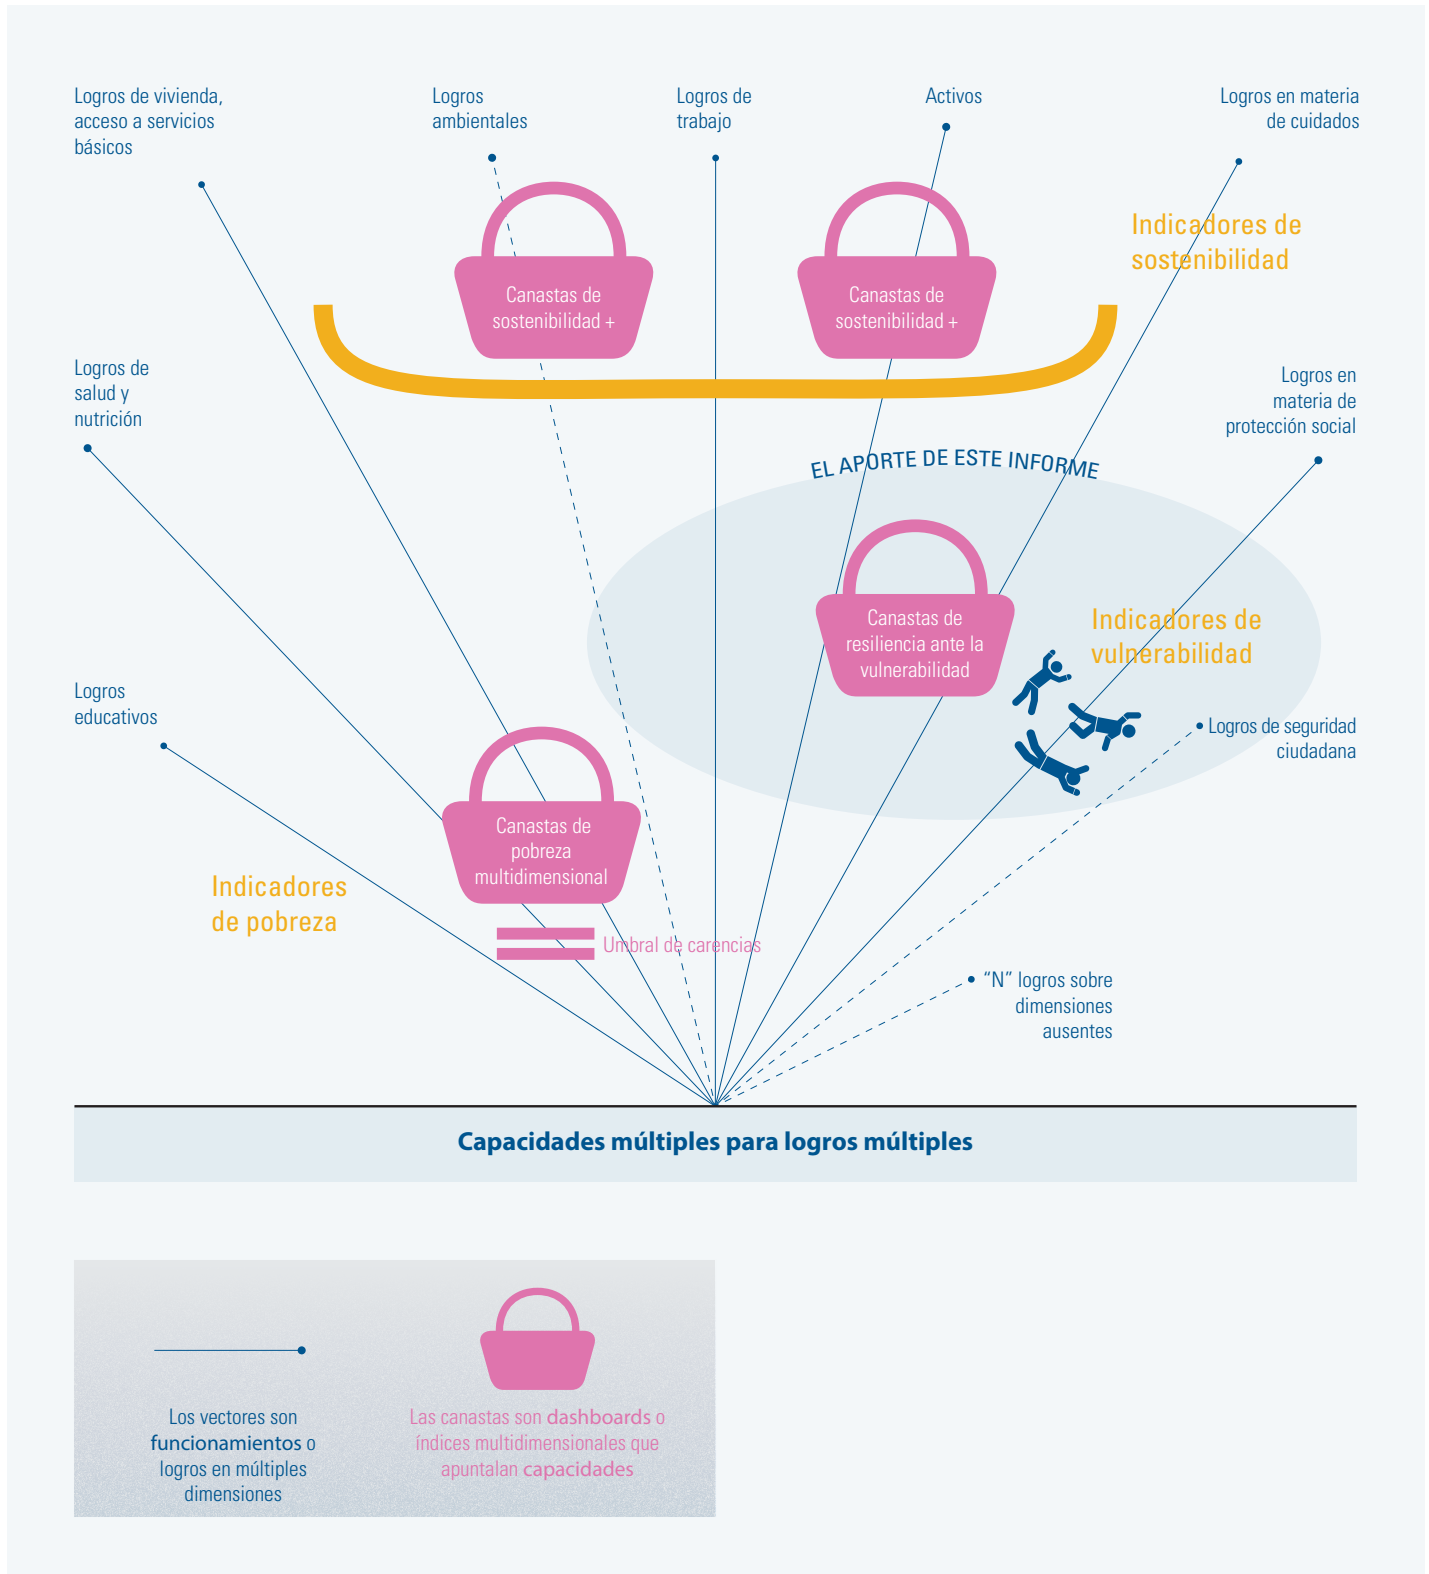 Logros de vivienda,
acceso a servicios
básicos
Logros
ambientales
Logros de
trabajo
Activos
Logros en materia
de cuidados
Indicadores de
sostenibilidad
Canastas de
sostenibilidad +
Canastas de
sostenibilidad +
Logros de
salud y
nutrición
Logros en
materia de
protección social
EL APORTE DE ESTE INFORME
Canastas de
resiliencia ante la
vulnerabilidad
Indicadores de
vulnerabilidad
Logros
educativos
Logros de seguridad
ciudadana
Canastas de
pobreza
multidimensional
Indicadores
de pobreza
Umbral de carencias
“N” logros sobre
dimensiones
ausentes
Capacidades múltiples para logros múltiples
Los vectores son
funcionamientos o
logros en múltiples
dimensiones
Las canastas son dashboards o
índices multidimensionales que
apuntalan capacidades